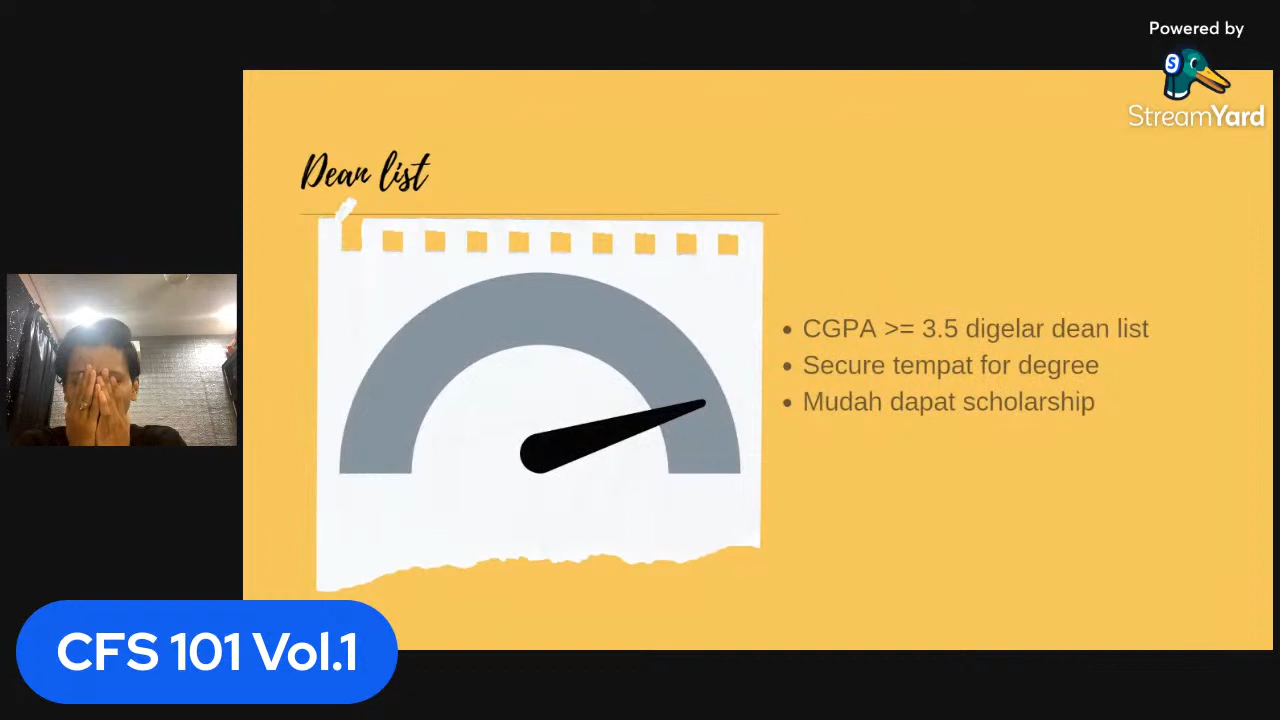 Powered by
StreamYard
Dean list
CGPA >= 3.5 digelar dean list
Secure tempat for degree
Mudah dapat scholarship
CFS 101 Vol.1